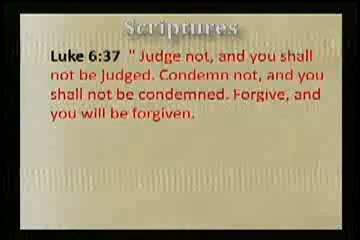 Scriptures
Luke 6:37 " Judge not, and you shall
not be Judged. Condemn not, and you
shall not be condemned. Forgive, and
you will be forgiven.